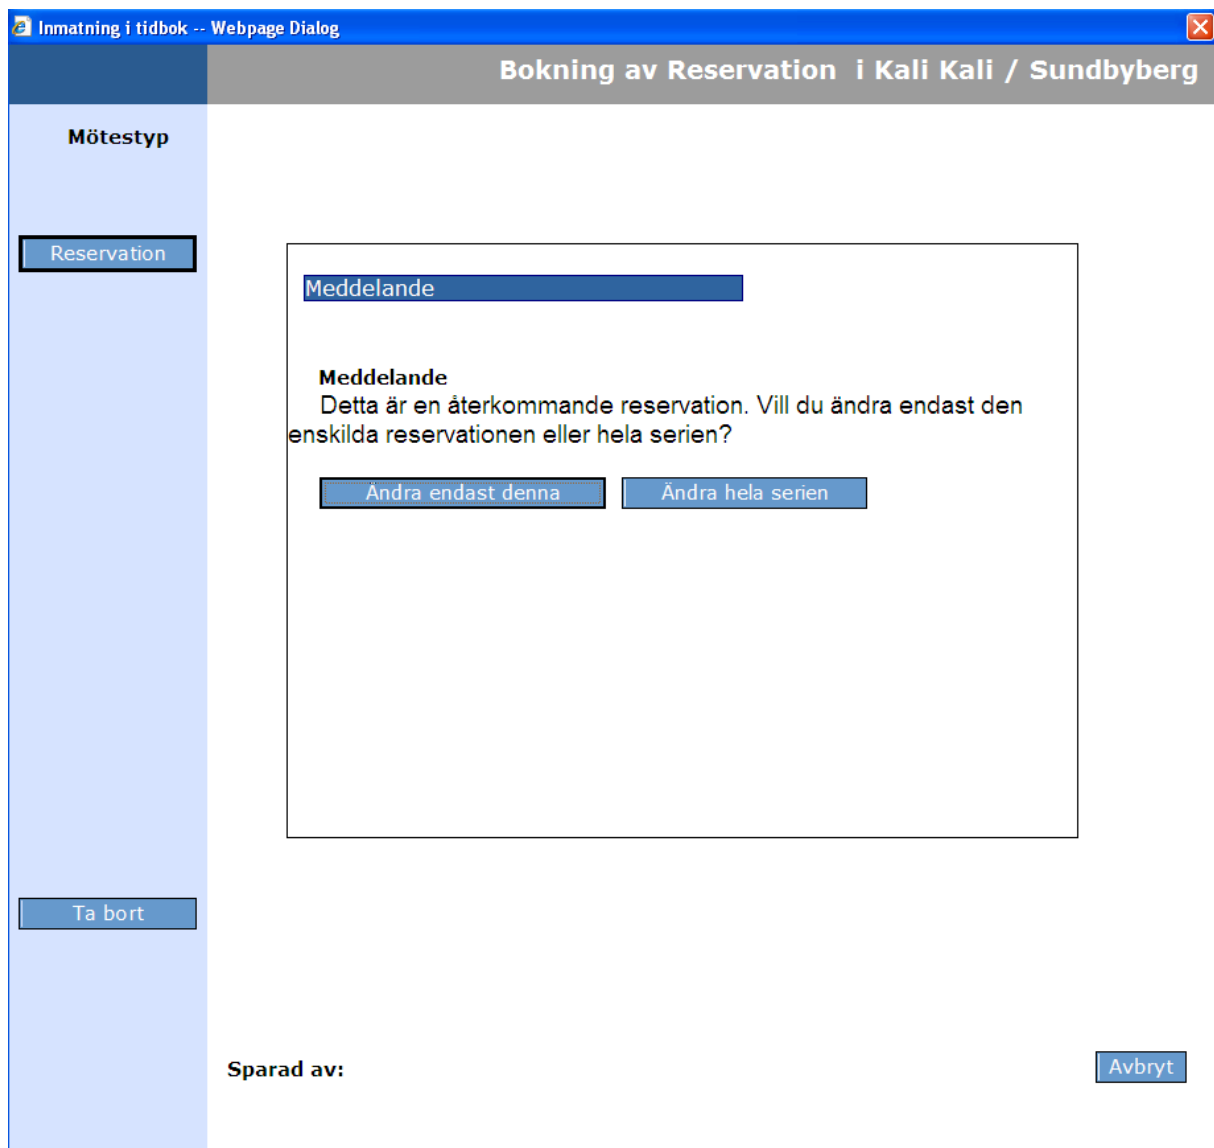 Inmatning i tidbok -- Webpage Dialog
Bokning av Reservation i Kali Kali / Sundbyberg
Mötestyp
Reservation
Meddelande
Meddelande
Detta är en återkommande reservation. Vill du ändra endast den
enskilda reservationen eller hela serien?
Ändra endast denna
Ändra hela serien
Ta bort
Sparad av:
Avbryt